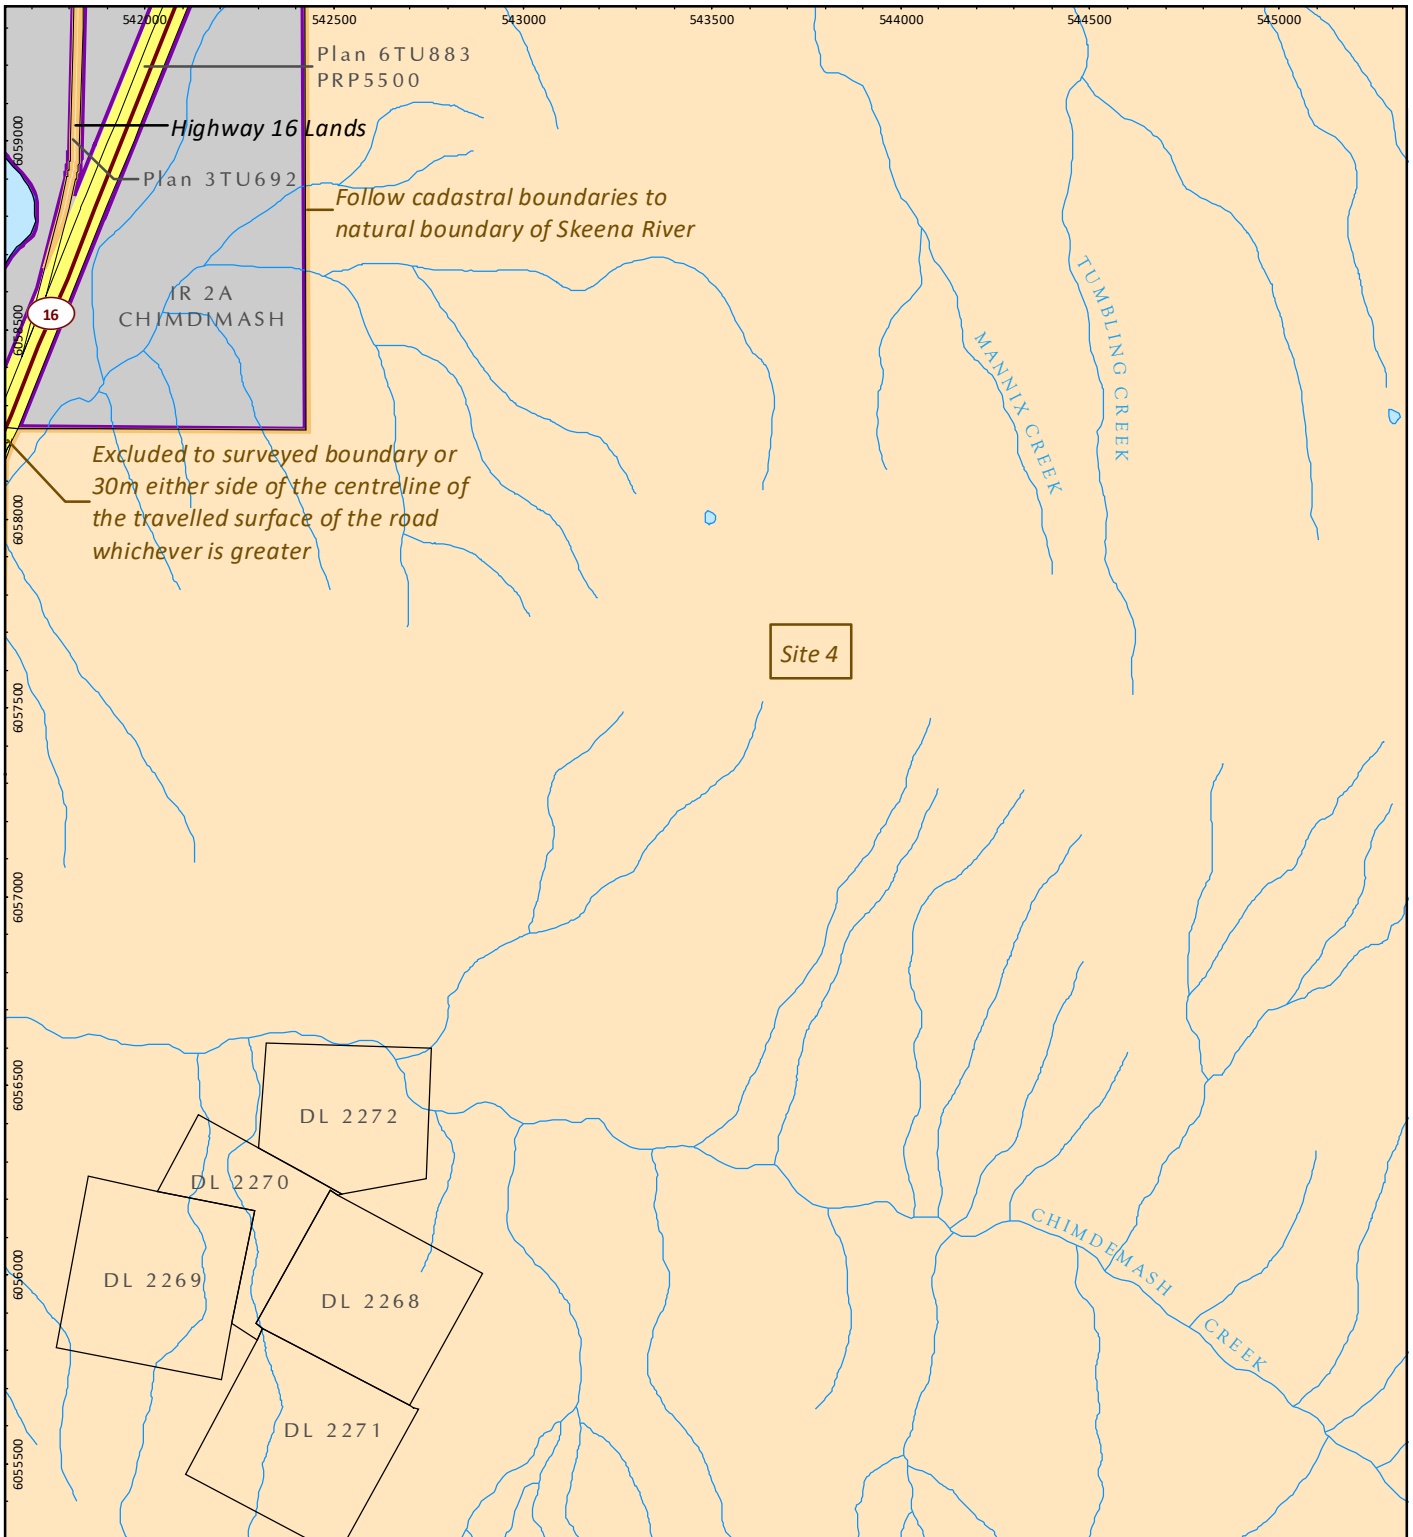 542000
542500
543000
543500
544000
544500
545000
Plan 6TU883
PRP5500
Highway 16 Lands
Plan 3TU692
6059000
Follow cadastral boundaries to
natural boundary of Skeena River
IR 2A
CHIMDIMASH
16
6058500
TUMBLING CREEK
MANNIX CREEK
Excluded to surveyed boundary or
30m either side of the centreline of
the travelled surface of the road
whichever is greater
6058000
Site 4
6057500
6057000
6056500
DL 2272
DL 2270
DL 2269
DL 2268
6056000
CHIMDEMASH
CREEK
DL 2271
6055500